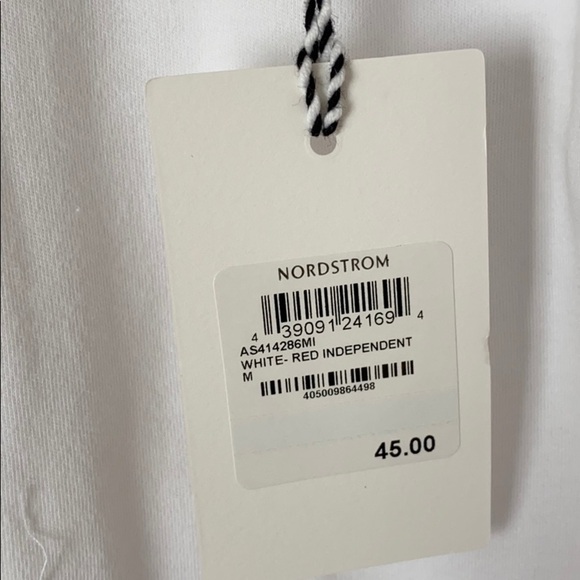 NORDSTROM
4 39091 24169 4
AS414286MI
WHITE- RED INDEPENDENT
M
405009864498
45.00